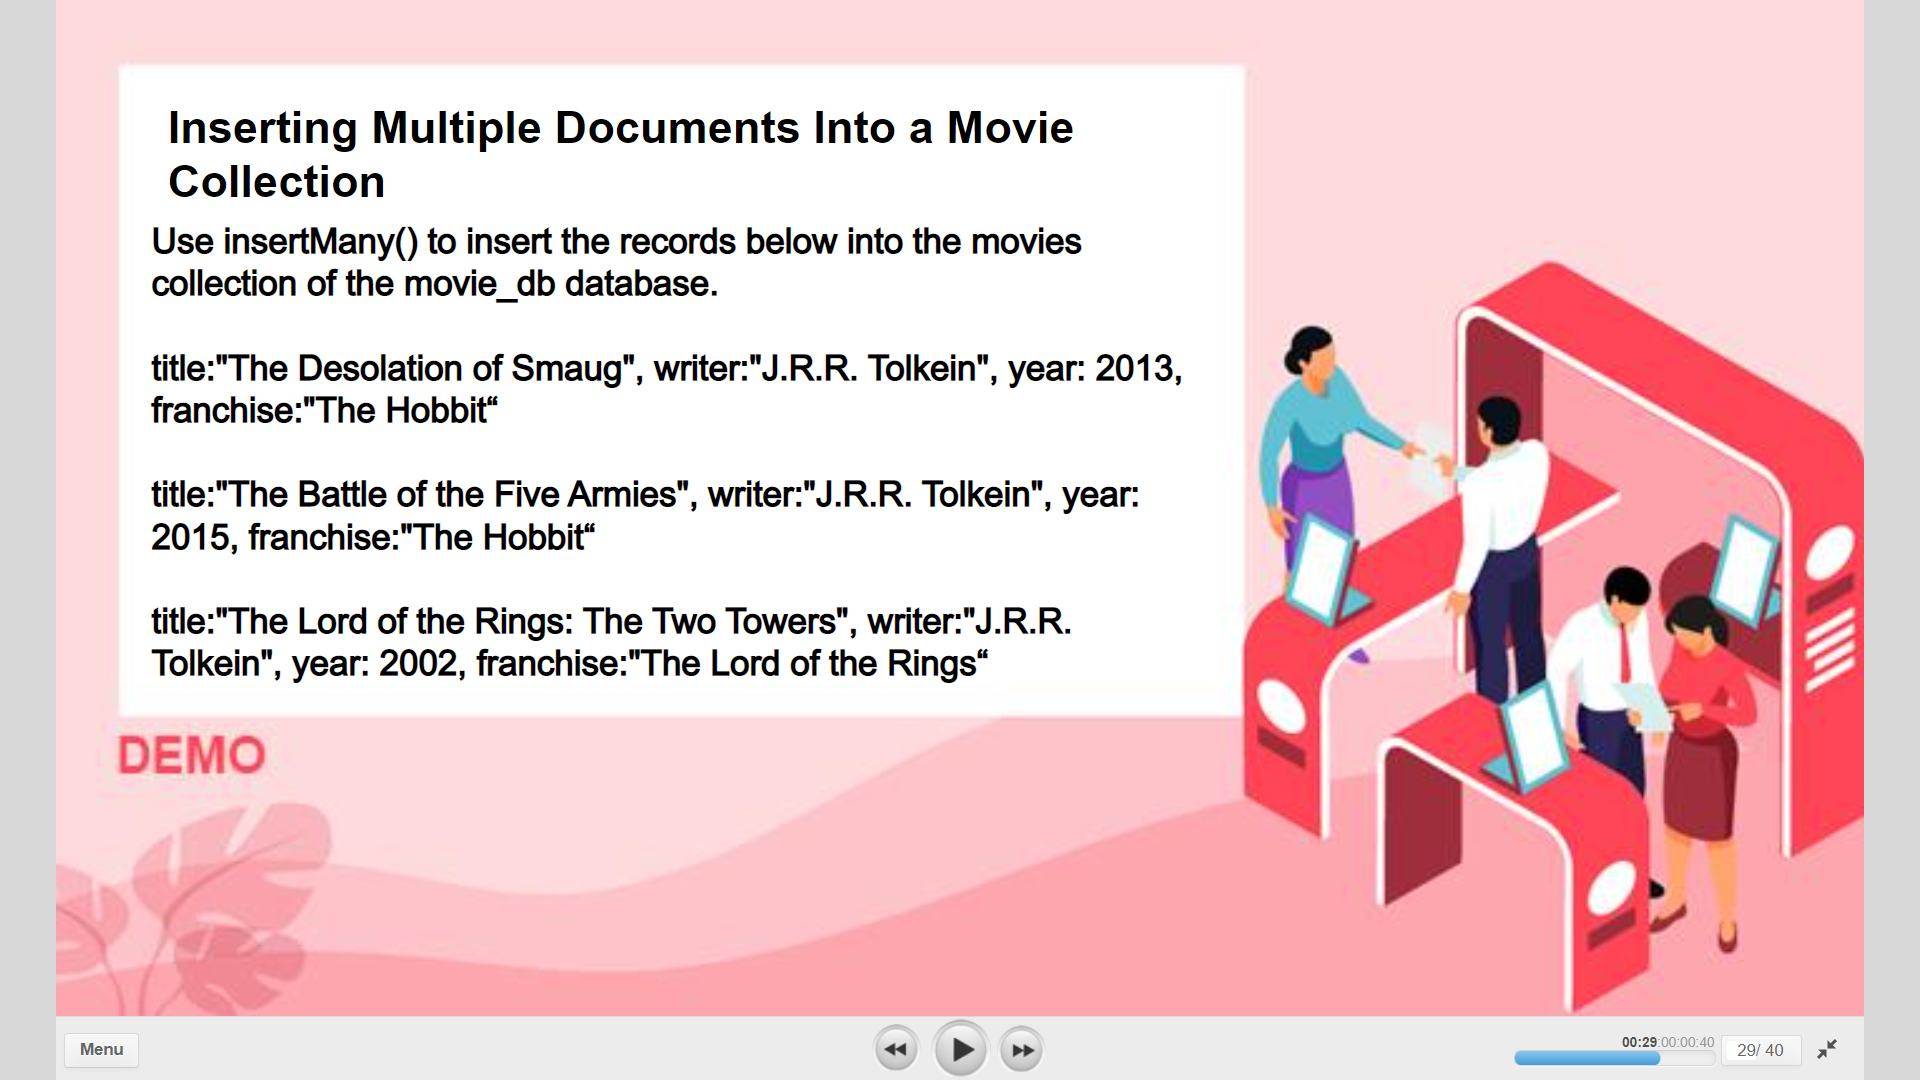 Inserting Multiple Documents Into a Movie
Collection
Use insertMany() to insert the records below into the movies
collection of the movie_db database.
title:"The Desolation of Smaug", writer:"J.R.R. Tolkein", year: 2013,
franchise:"The Hobbit“
title:"The Battle of the Five Armies", writer:"J.R.R. Tolkein", year:
2015, franchise:"The Hobbit“
title:"The Lord of the Rings: The Two Towers", writer:"J.R.R.
Tolkein", year: 2002, franchise:"The Lord of the Rings“
DEMO
Menu
00:29:00:00:40
29/ 40